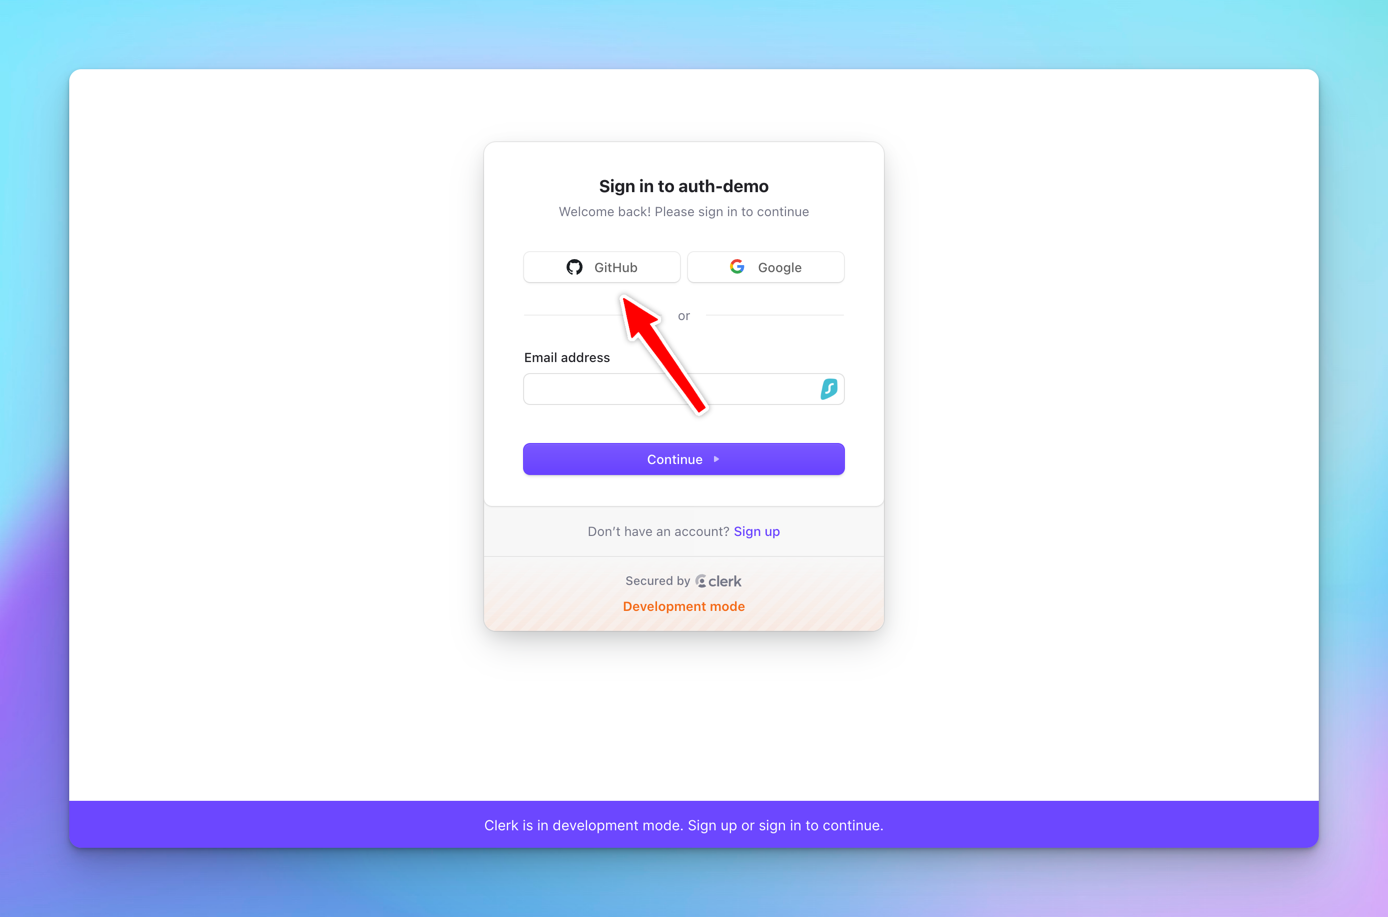 Sign in to auth-demo
Welcome back! Please sign in to continue
GitHub
Google
or
Email address
Continue
Don't have an account? Sign up
Secured by clerk
Development mode
Clerk is in development mode. Sign up or sign in to continue.